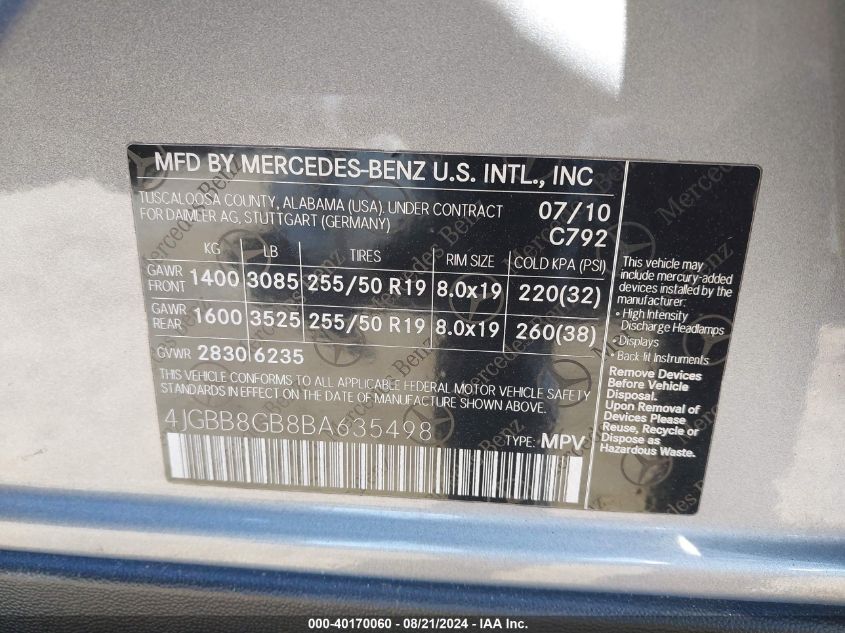 MFD BY MERCEDES-BENZ U.S. INTL., INC
TUSCALOOSA COUNTY, ALABAMA (USA). UNDER CONTRACT
FOR DAIMLER AG, STUTTGART (GERMANY)
07/10
C792
KG LB TIRES RIM SIZE COLD KPA (PSI)
GAWR FRONT 1400 3085 255/50 R19 8.0x19 220(32)
GAWR REAR 1600 3525 255/50 R19 8.0x19 260(38)
GVWR 2830 6235
THIS VEHICLE CONFORMS TO ALL APPLICABLE FEDERAL MOTOR VEHICLE SAFETY
STANDARDS IN EFFECT ON THE DATE OF MANUFACTURE SHOWN ABOVE.
4JGBB8GB8BA635498
TYPE: MPV
This vehicle may
include mercury-added
devices installed by the
manufacturer:
• High Intensity
Discharge Headlamps
• Displays
• Back lit Instruments
Remove Devices
Before Vehicle
Disposal.
Upon Removal
of Devices Please
Reuse, Recycle or
Dispose as
Hazardous Waste.
Mercedes Benz
000-40170060 - 08/21/2024 - IAA Inc.